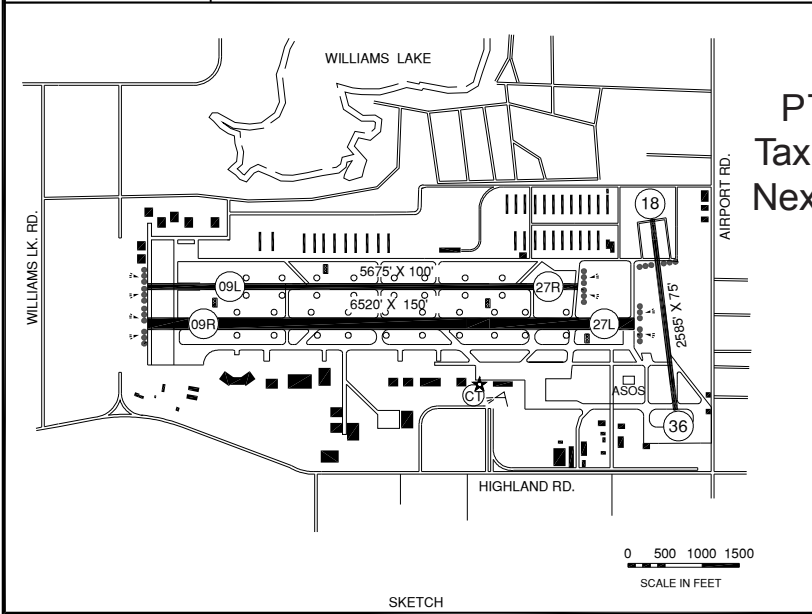 WILLIAMS LAKE
WILLIAMS LK. RD.
AIRPORT RD.
18
5675' X 100'
09L
27R
6520' X 150'
09R
27L
2585' X 75'
ASOS
CT
36
HIGHLAND RD.
0 500 1000 1500
SCALE IN FEET
SKETCH
Tax
Nex